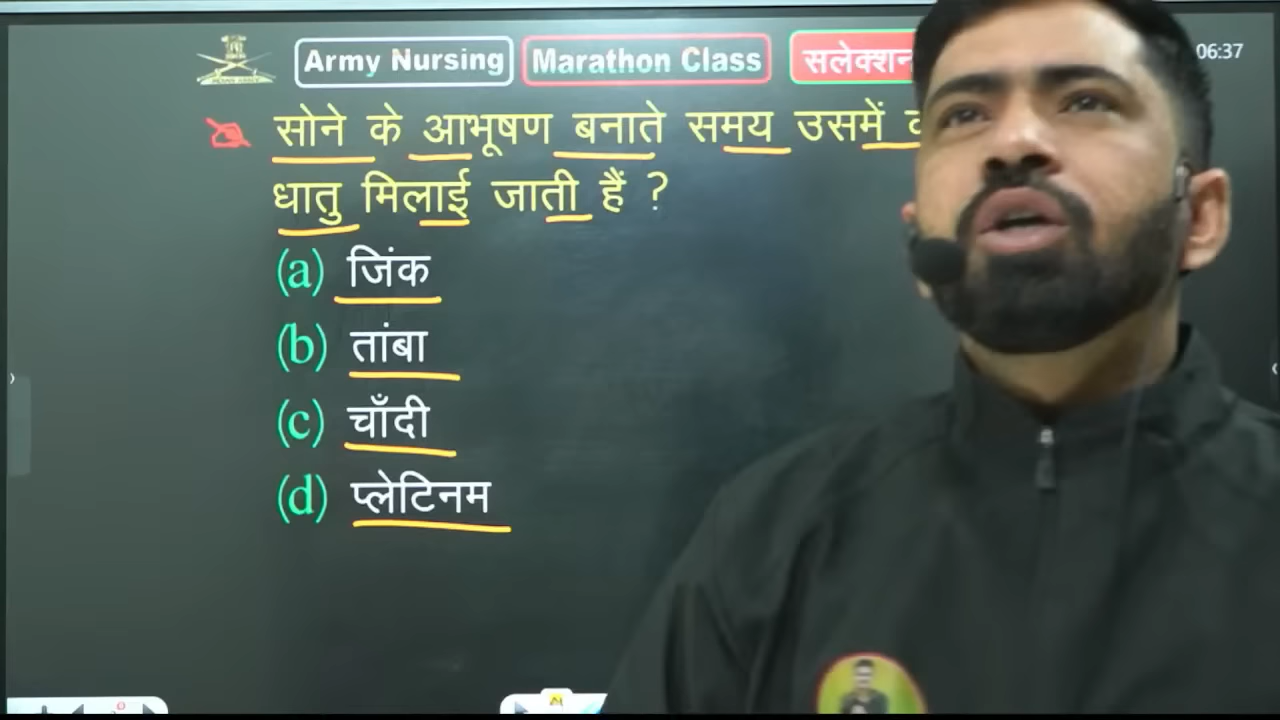 Army Nursing
Marathon Class
सलेक्शन
06:37
सोने के आभूषण बनाते समय उसमें
धातु मिलाई जाती हैं ?
(a) जिंक
(b) तांबा
(c) चाँदी
(d) प्लेटिनम